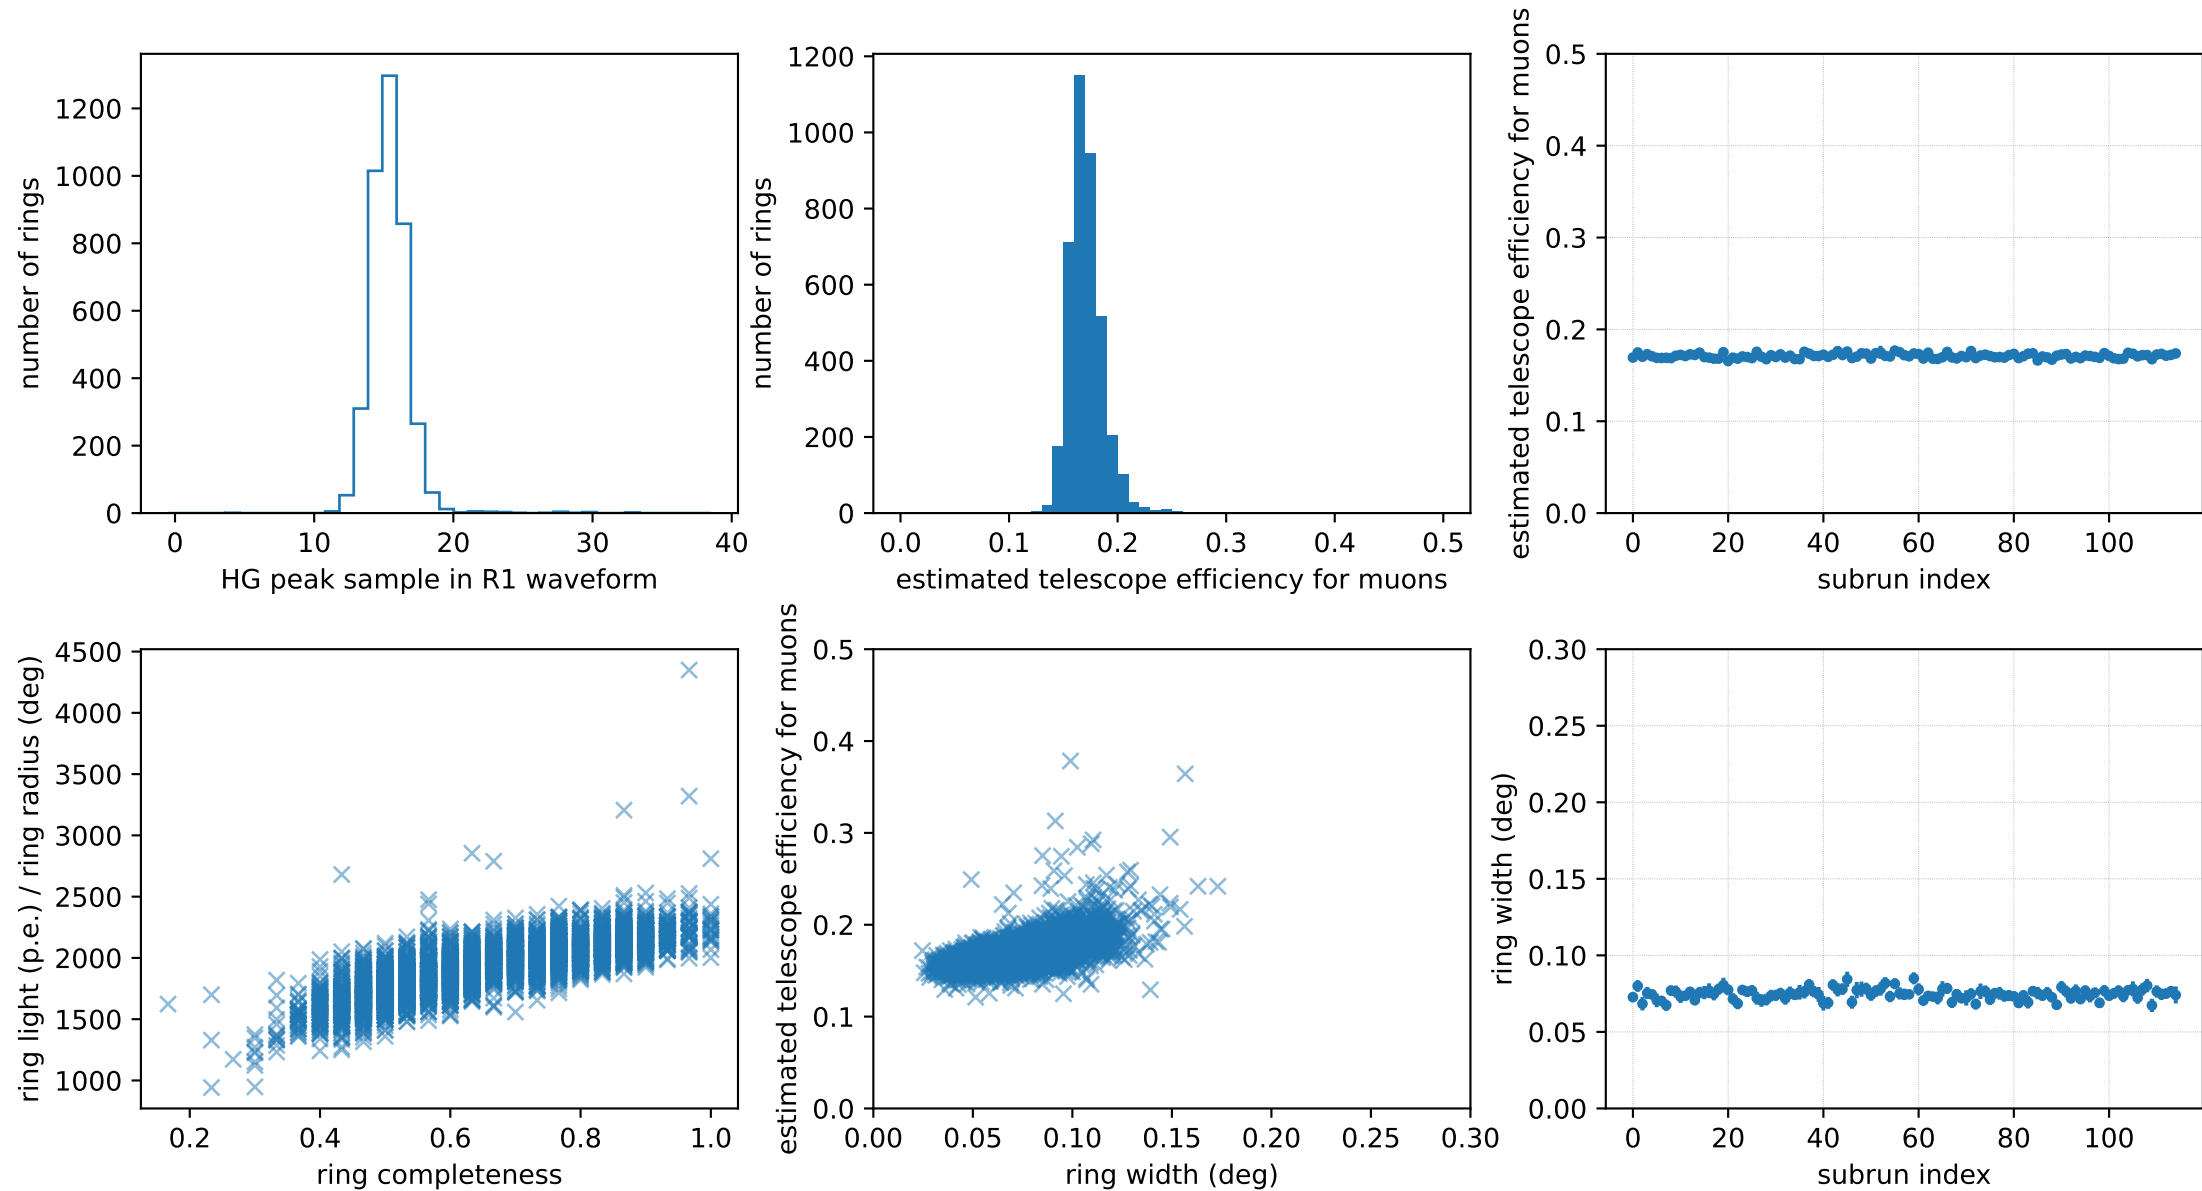 number of rings
1200
1000
800
600
400
200
0
0 10 20 30 40
HG peak sample in R1 waveform
number of rings
1200
1000
800
600
400
200
0
0.0 0.1 0.2 0.3 0.4 0.5
estimated telescope efficiency for muons
estimated telescope efficiency for muons
0.5
0.4
0.3
0.2
0.1
0.0
0 20 40 60 80 100
subrun index
ring light (p.e.) / ring radius (deg)
4500
4000
3500
3000
2500
2000
1500
1000
0.2 0.4 0.6 0.8 1.0
ring completeness
estimated telescope efficiency for muons
0.5
0.4
0.3
0.2
0.1
0.0
0.00 0.05 0.10 0.15 0.20 0.25 0.30
ring width (deg)
ring width (deg)
0.30
0.25
0.20
0.15
0.10
0.05
0.00
0 20 40 60 80 100
subrun index